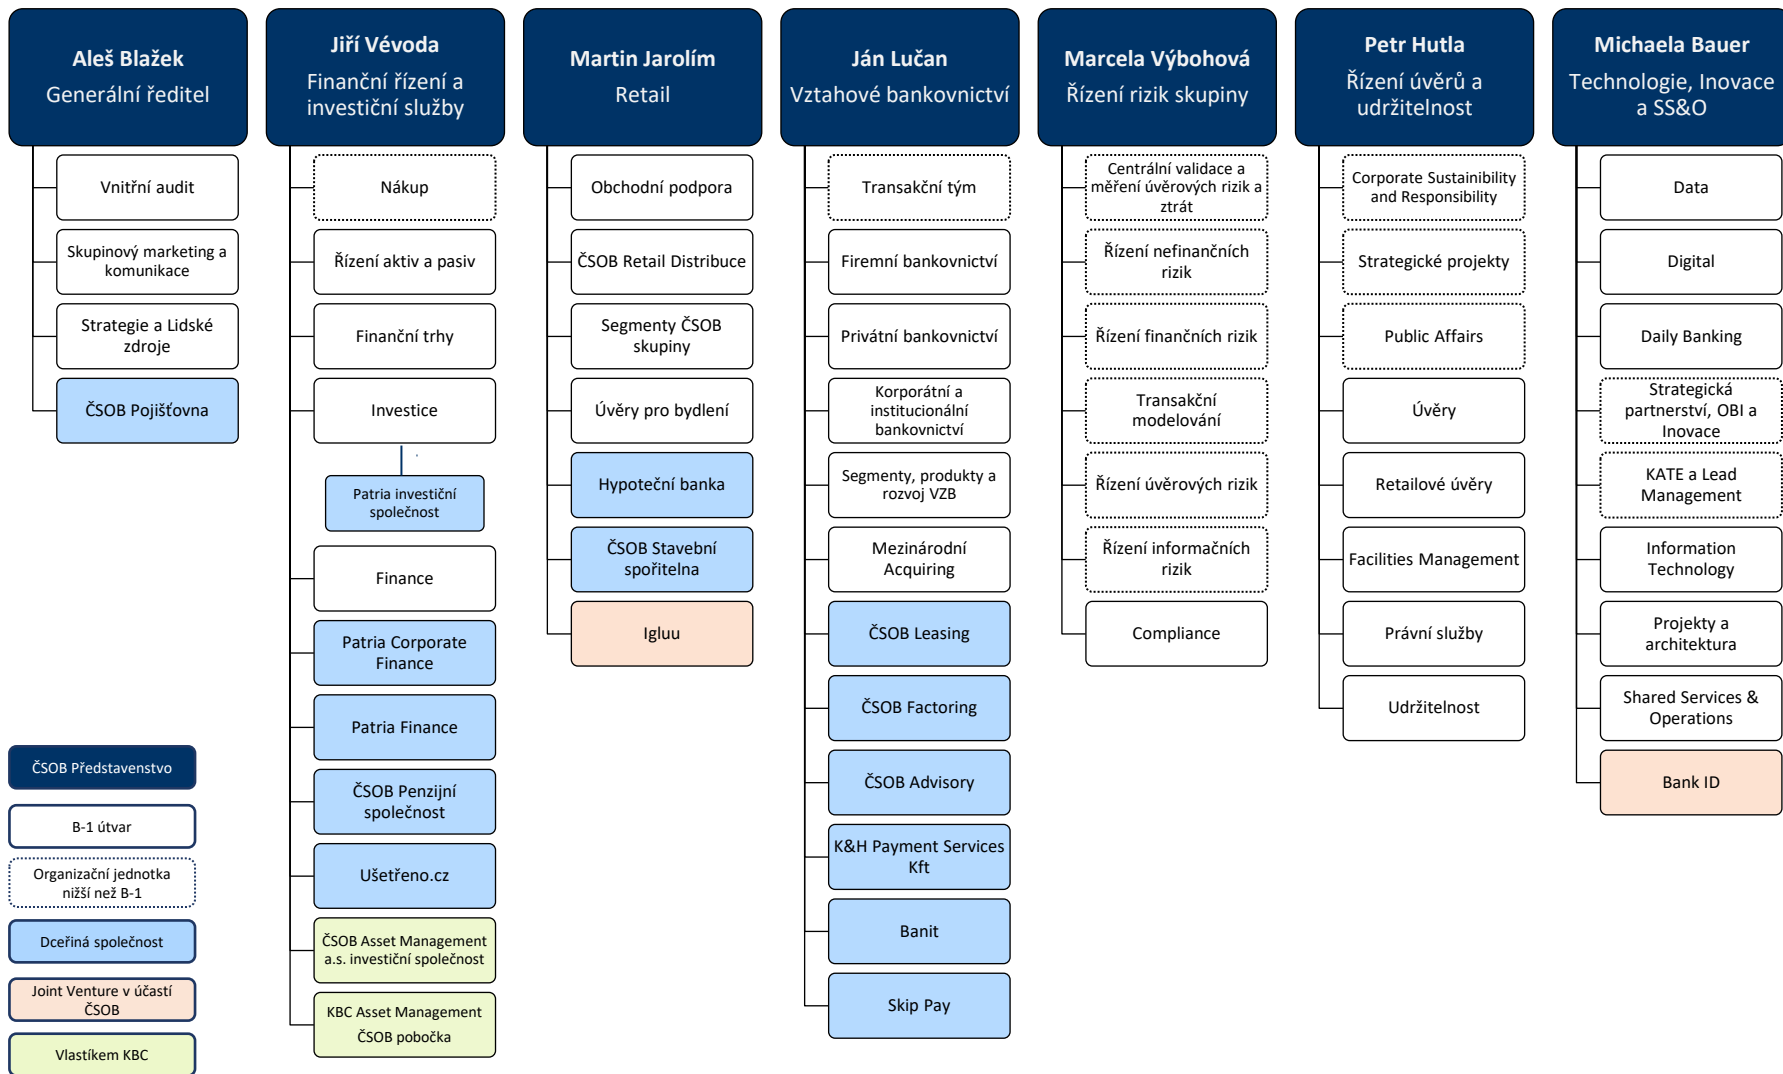 Aleš Blažek
Generální ředitel
Vnitřní audit
Skupinový marketing a
komunikace
Strategie a Lidské
zdroje
ČSOB Pojišťovna
Jiří Vévoda
Finanční řízení a
investiční služby
Nákup
Řízení aktiv a pasiv
Finanční trhy
Investice
Patria investiční
společnost
Finance
Patria Corporate
Finance
Patria Finance
ČSOB Penzijní
společnost
Ušetřeno.cz
ČSOB Asset Management
a.s. investiční společnost
KBC Asset Management
ČSOB pobočka
Martin Jarolím
Retail
Obchodní podpora
ČSOB Retail Distribuce
Segmenty ČSOB
skupiny
Úvěry pro bydlení
Hypoteční banka
ČSOB Stavební
spořitelna
Igluu
Ján Lučan
Vztahové bankovnictví
Transakční tým
Firemní bankovnictví
Privátní bankovnictví
Korporátní a
institucionální
bankovnictví
Segmenty, produkty a
rozvoj VZB
Mezinárodní
Acquiring
ČSOB Leasing
ČSOB Factoring
ČSOB Advisory
K&H Payment Services
Kft
Banit
Skip Pay
Marcela Výbohová
Řízení rizik skupiny
Centrální validace a
měření úvěrových rizik a
ztrát
Řízení nefinančních
rizik
Řízení finančních rizik
Transakční
modelování
Řízení úvěrových rizik
Řízení informačních
rizik
Compliance
Petr Hutla
Řízení úvěrů a
udržitelnost
Corporate Sustainibility
and Responsibility
Strategické projekty
Public Affairs
Úvěry
Retailové úvěry
Facilities Management
Právní služby
Udržitelnost
Michaela Bauer
Technologie, Inovace
a SS&O
Data
Digital
Daily Banking
Strategická
partnerství, OBI a
Inovace
KATE a Lead
Management
Information
Technology
Projekty a
architektura
Shared Services &
Operations
Bank ID
ČSOB Představenstvo
B-1 útvar
Organizační jednotka
nižší než B-1
Dceřiná společnost
Joint Venture v účastí
ČSOB
Vlastíkem KBC